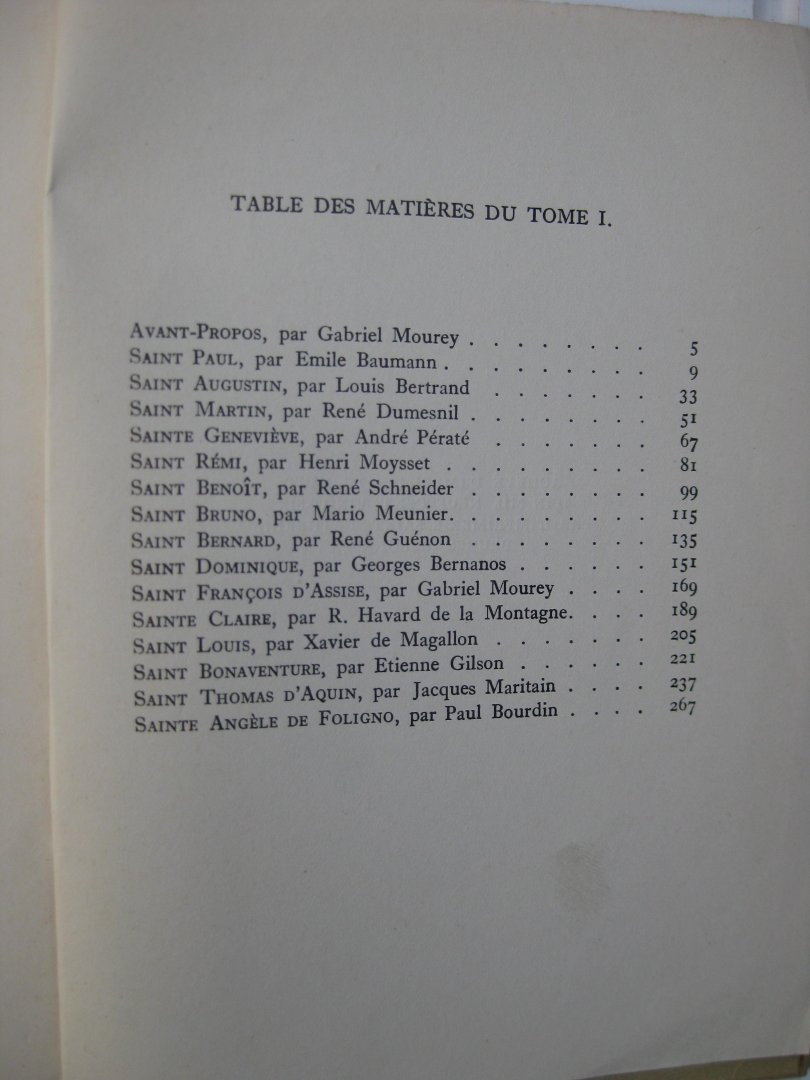 TABLE DES MATIÈRES DU TOME I.
AVANT-PROPOS, par Gabriel Mourey . . . . . . . . 5
SAINT PAUL, par Emile Baumann . . . . . . . . . 9
SAINT AUGUSTIN, par Louis Bertrand . . . . . . . 33
SAINT MARTIN, par René Dumesnil . . . . . . . . 51
SAINTE GENEVIÈVE, par André Pératé . . . . . . . 67
SAINT RÉMI, par Henri Moysset . . . . . . . . . 81
SAINT BENOÎT, par René Schneider . . . . . . . . 99
SAINT BRUNO, par Mario Meunier. . . . . . . . . 115
SAINT BERNARD, par René Guénon . . . . . . . . 135
SAINT DOMINIQUE, par Georges Bernanos . . . . . . 151
SAINT FRANÇOIS D'ASSISE, par Gabriel Mourey . . . . 169
SAINTE CLAIRE, par R. Havard de la Montagne. . . . 189
SAINT LOUIS, par Xavier de Magallon . . . . . . . 205
SAINT BONAVENTURE, par Etienne Gilson . . . . . . 221
SAINT THOMAS D'AQUIN, par Jacques Maritain . . . . 237
SAINTE ANGÈLE DE FOLIGNO, par Paul Bourdin . . . . 267